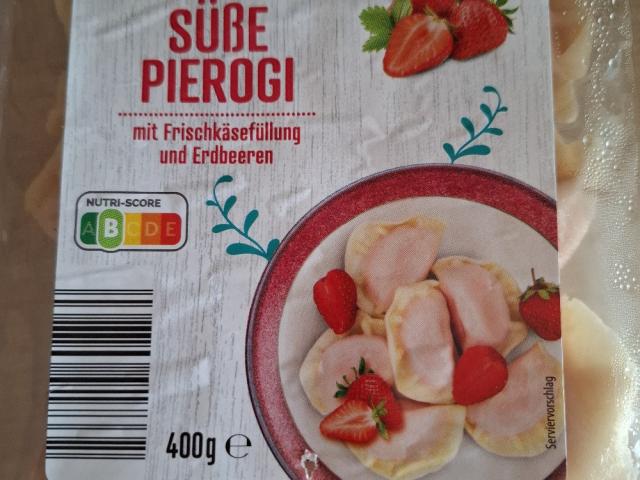 SÜßE
PIEROGI
mit Frischkäsefüllung
und Erdbeeren
NUTRI-SCORE
A B C D E
400g ℮
Serviervorschlag